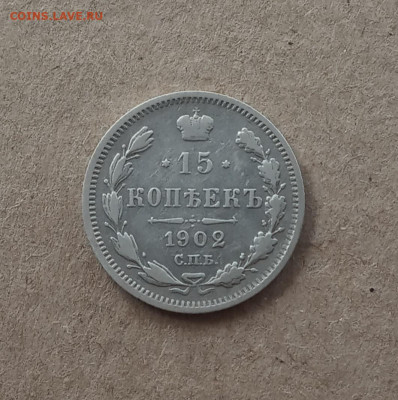 COINS.LAVE.RU
* 15 *
КОПѢЕКЪ
1902
С.П.Б.